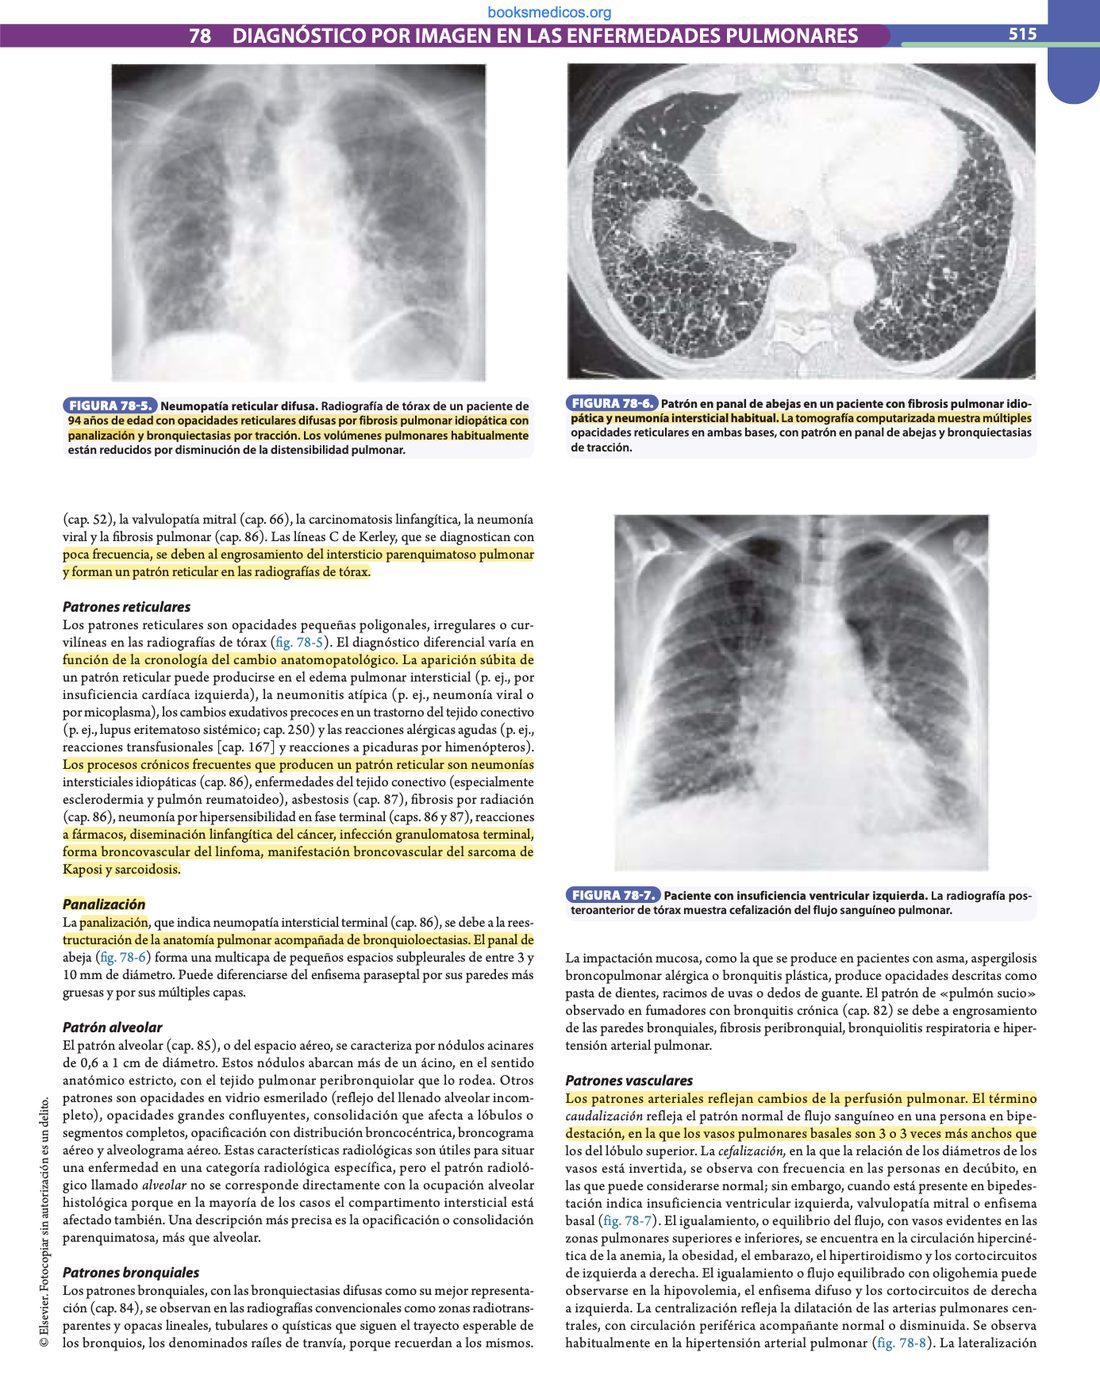 booksmedicos.org
78 DIAGNÓSTICO POR IMAGEN EN LAS ENFERMEDADES PULMONARES
515
FIGURA 78-5. Neumopatía reticular difusa. Radiografía de tórax de un paciente de
94 años de edad con opacidades reticulares difusas por fibrosis pulmonar idiopática con
panalización y bronquiectasias por tracción. Los volúmenes pulmonares habitualmente
están reducidos por disminución de la distensibilidad pulmonar.
FIGURA 78-6. Patrón en panal de abejas en un paciente con fibrosis pulmonar idio-
pática y neumonía intersticial habitual. La tomografía computarizada muestra múltiples
opacidades reticulares en ambas bases, con patrón en panal de abejas y bronquiectasias
de tracción.
(cap. 52), la valvulopatía mitral (cap. 66), la carcinomatosis linfangítica, la neumonía
viral y la fibrosis pulmonar (cap. 86). Las líneas C de Kerley, que se diagnostican con
poca frecuencia, se deben al engrosamiento del intersticio parenquimatoso pulmonar
y forman un patrón reticular en las radiografías de tórax.
Patrones reticulares
Los patrones reticulares son opacidades pequeñas poligonales, irregulares o cur-
vilíneas en las radiografías de tórax (fig. 78-5). El diagnóstico diferencial varía en
función de la cronología del cambio anatomopatológico. La aparición súbita de
un patrón reticular puede producirse en el edema pulmonar intersticial (p. ej., por
insuficiencia cardíaca izquierda), la neumonitis atípica (p. ej., neumonía viral o
por micoplasma), los cambios exudativos precoces en un trastorno del tejido conectivo
(p. ej., lupus eritematoso sistémico; cap. 250) y las reacciones alérgicas agudas (p. ej.,
reacciones transfusionales [cap. 167] y reacciones a picaduras por himenópteros).
Los procesos crónicos frecuentes que producen un patrón reticular son neumonías
intersticiales idiopáticas (cap. 86), enfermedades del tejido conectivo (especialmente
esclerodermia y pulmón reumatoideo), asbestosis (cap. 87), fibrosis por radiación
(cap. 86), neumonía por hipersensibilidad en fase terminal (caps. 86 y 87), reacciones
a fármacos, diseminación linfangítica del cáncer, infección granulomatosa terminal,
forma broncovascular del linfoma, manifestación broncovascular del sarcoma de
Kaposi y sarcoidosis.
Panalización
La panalización, que indica neumopatía intersticial terminal (cap. 86), se debe a la rees-
tructuración de la anatomía pulmonar acompañada de bronquioloectasias. El panal de
abeja (fig. 78-6) forma una multicapa de pequeños espacios subpleurales de entre 3 y
10 mm de diámetro. Puede diferenciarse del enfisema paraseptal por sus paredes más
gruesas y por sus múltiples capas.
Patrón alveolar
El patrón alveolar (cap. 85), o del espacio aéreo, se caracteriza por nódulos acinares
de 0,6 a 1 cm de diámetro. Estos nódulos abarcan más de un ácino, en el sentido
anatómico estricto, con el tejido pulmonar peribronquiolar que lo rodea. Otros
patrones son opacidades en vidrio esmerilado (reflejo del llenado alveolar incom-
pleto), opacidades grandes confluentes, consolidación que afecta a lóbulos o
segmentos completos, opacificación con distribución broncocéntrica, broncograma
aéreo y alveolograma aéreo. Estas características radiológicas son útiles para situar
una enfermedad en una categoría radiológica específica, pero el patrón radioló-
gico llamado alveolar no se corresponde directamente con la ocupación alveolar
histológica porque en la mayoría de los casos el compartimento intersticial está
afectado también. Una descripción más precisa es la opacificación o consolidación
parenquimatosa, más que alveolar.
Patrones bronquiales
Los patrones bronquiales, con las bronquiectasias difusas como su mejor representa-
ción (cap. 84), se observan en las radiografías convencionales como zonas radiotrans-
parentes y opacas lineales, tubulares o quísticas que siguen el trayecto esperable de
los bronquios, los denominados raíles de tranvía, porque recuerdan a los mismos.
FIGURA 78-7. Paciente con insuficiencia ventricular izquierda. La radiografía pos-
teroanterior de tórax muestra cefalización del flujo sanguíneo pulmonar.
La impactación mucosa, como la que se produce en pacientes con asma, aspergilosis
broncopulmonar alérgica o bronquitis plástica, produce opacidades descritas como
pasta de dientes, racimos de uvas o dedos de guante. El patrón de «pulmón sucio»
observado en fumadores con bronquitis crónica (cap. 82) se debe a engrosamiento
de las paredes bronquiales, fibrosis peribronquial, bronquiolitis respiratoria e hiper-
tensión arterial pulmonar.
Patrones vasculares
Los patrones arteriales reflejan cambios de la perfusión pulmonar. El término
caudalización refleja el patrón normal de flujo sanguíneo en una persona en bipe-
destación, en la que los vasos pulmonares basales son 3 o 3 veces más anchos que
los del lóbulo superior. La cefalización, en la que la relación de los diámetros de los
vasos está invertida, se observa con frecuencia en las personas en decúbito, en
las que puede considerarse normal; sin embargo, cuando está presente en bipedes-
tación indica insuficiencia ventricular izquierda, valvulopatía mitral o enfisema
basal (fig. 78-7). El igualamiento, o equilibrio del flujo, con vasos evidentes en las
zonas pulmonares superiores e inferiores, se encuentra en la circulación hiperciné-
tica de la anemia, la obesidad, el embarazo, el hipertiroidismo y los cortocircuitos
de izquierda a derecha. El igualamiento o flujo equilibrado con oligohemia puede
observarse en la hipovolemia, el enfisema difuso y los cortocircuitos de derecha
a izquierda. La centralización refleja la dilatación de las arterias pulmonares cen-
trales, con circulación periférica acompañante normal o disminuida. Se observa
habitualmente en la hipertensión arterial pulmonar (fig. 78-8). La lateralización
© Elsevier. Fotocopiar sin autorización es un delito.